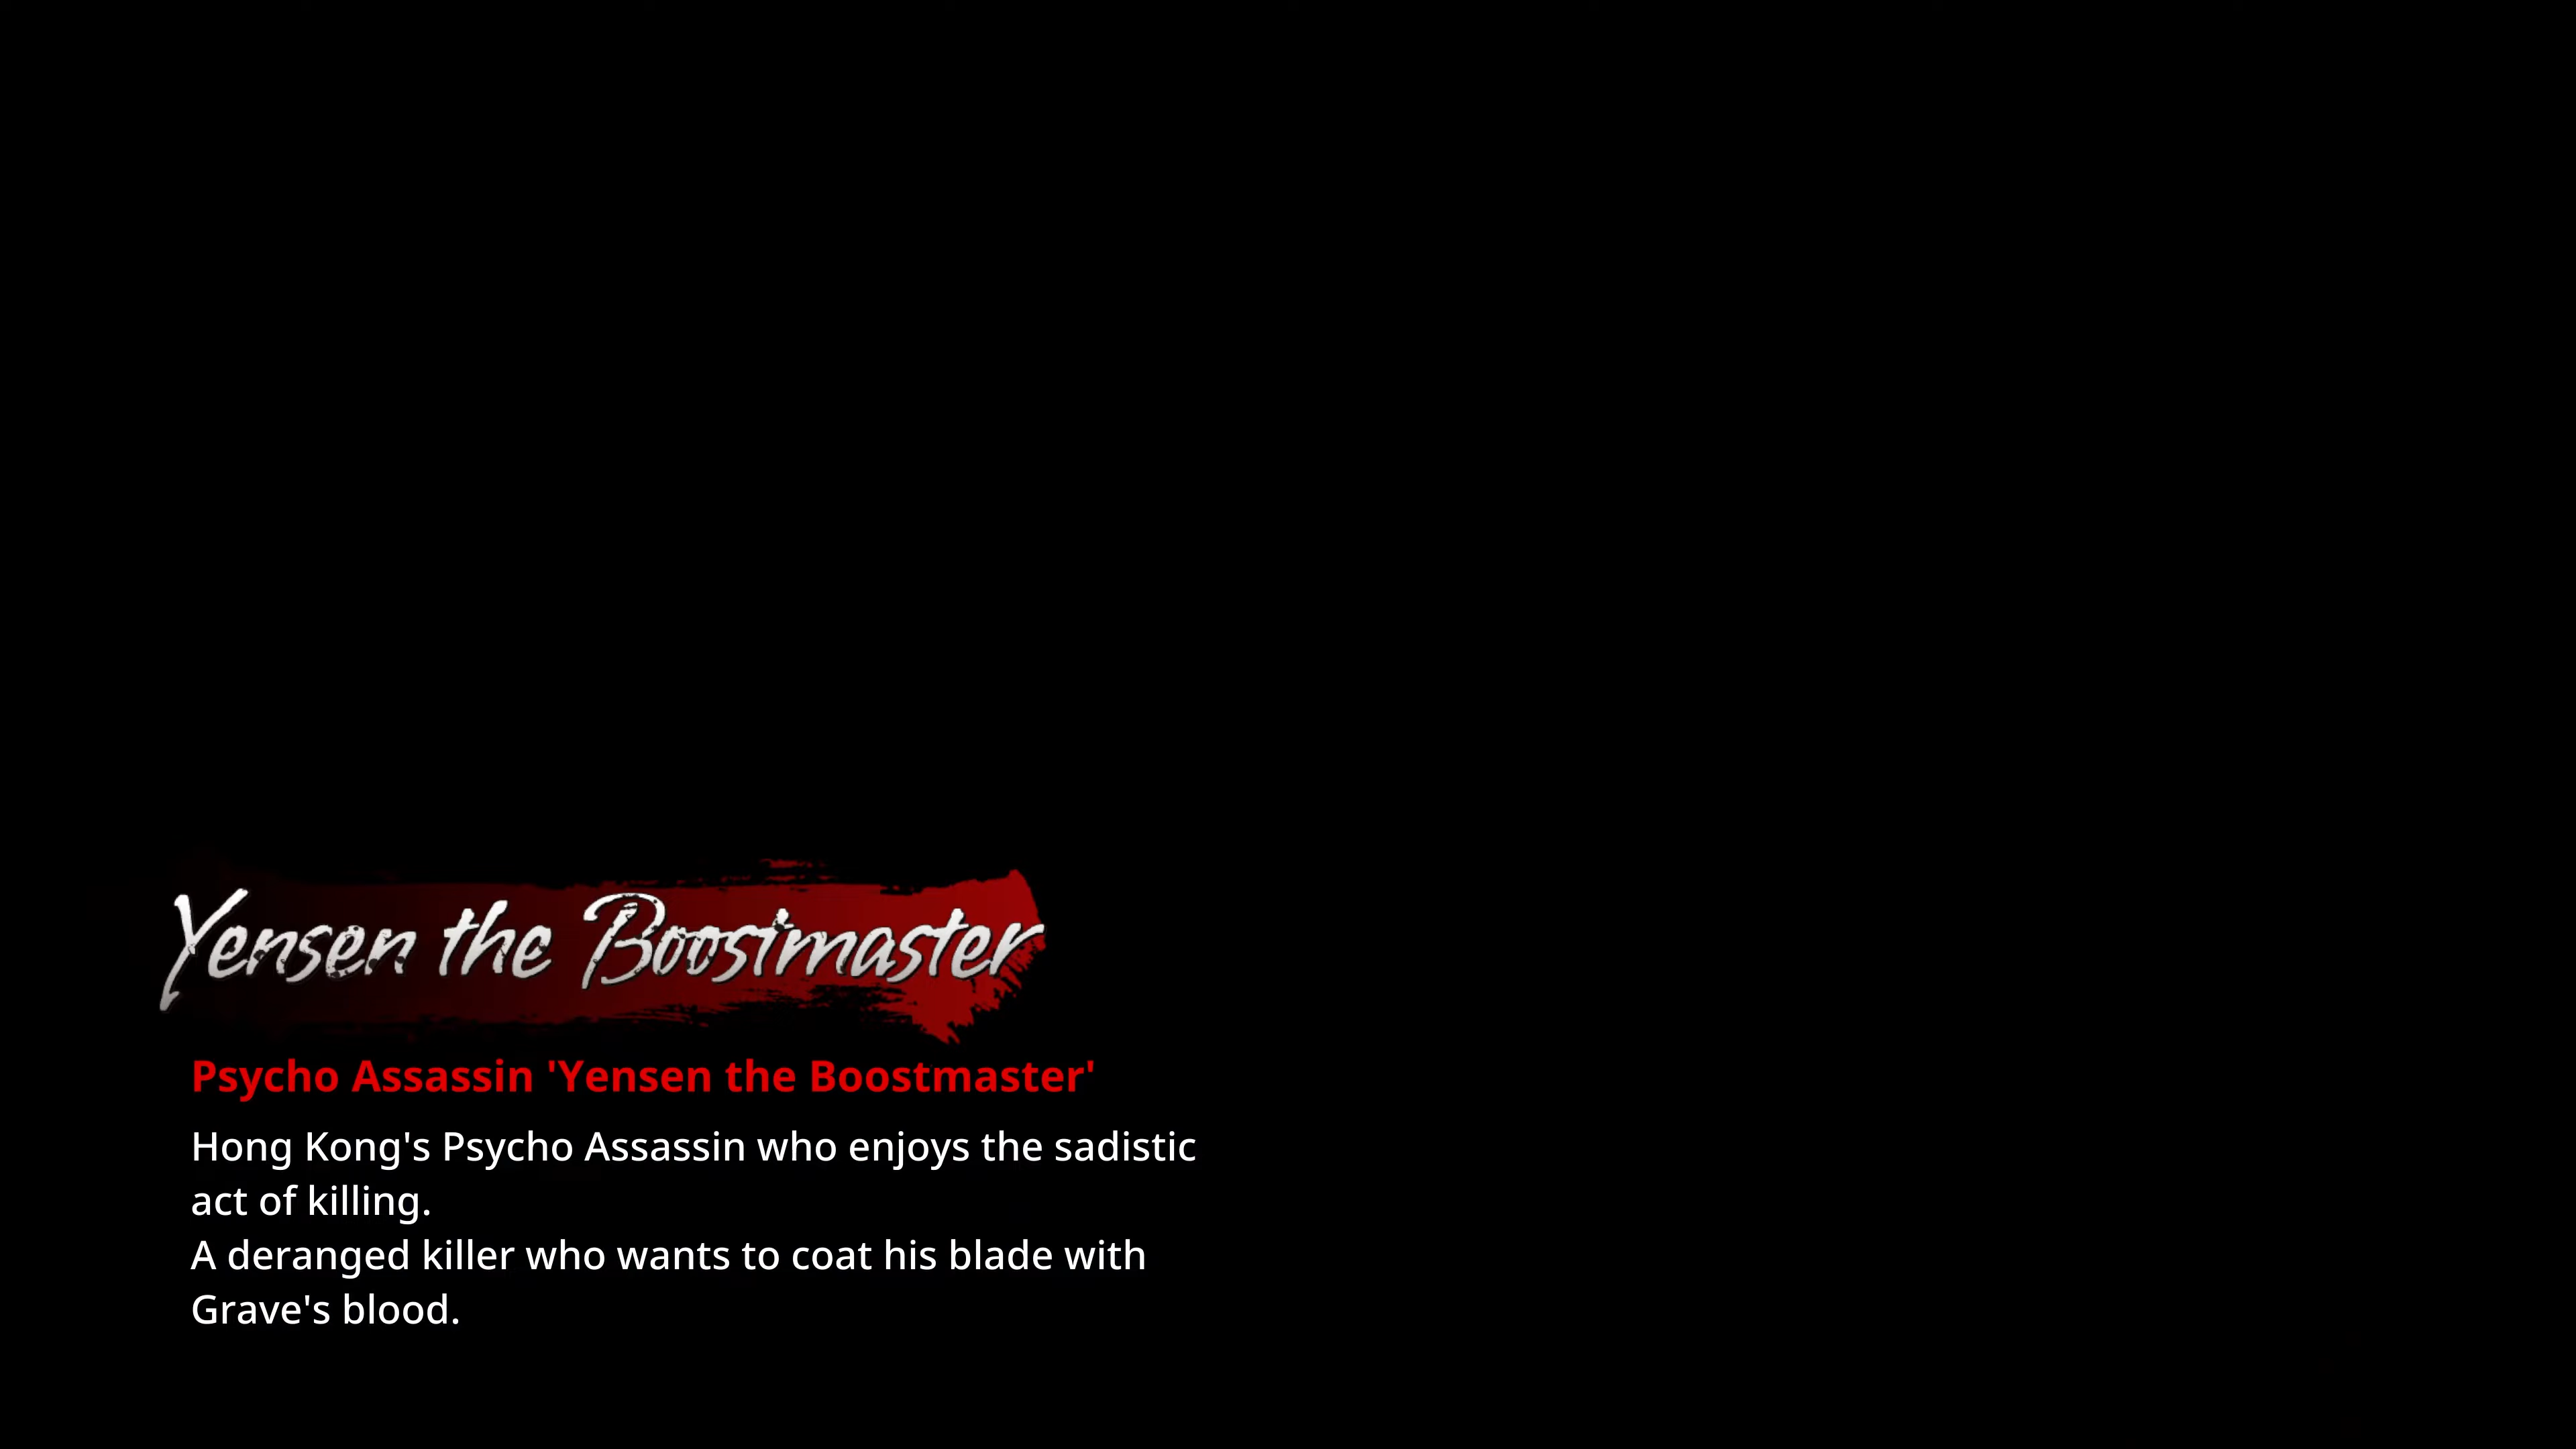 Yensen the Boostmaster
Psycho Assassin 'Yensen the Boostmaster'
Hong Kong's Psycho Assassin who enjoys the sadistic
act of killing.
A deranged killer who wants to coat his blade with
Grave's blood.